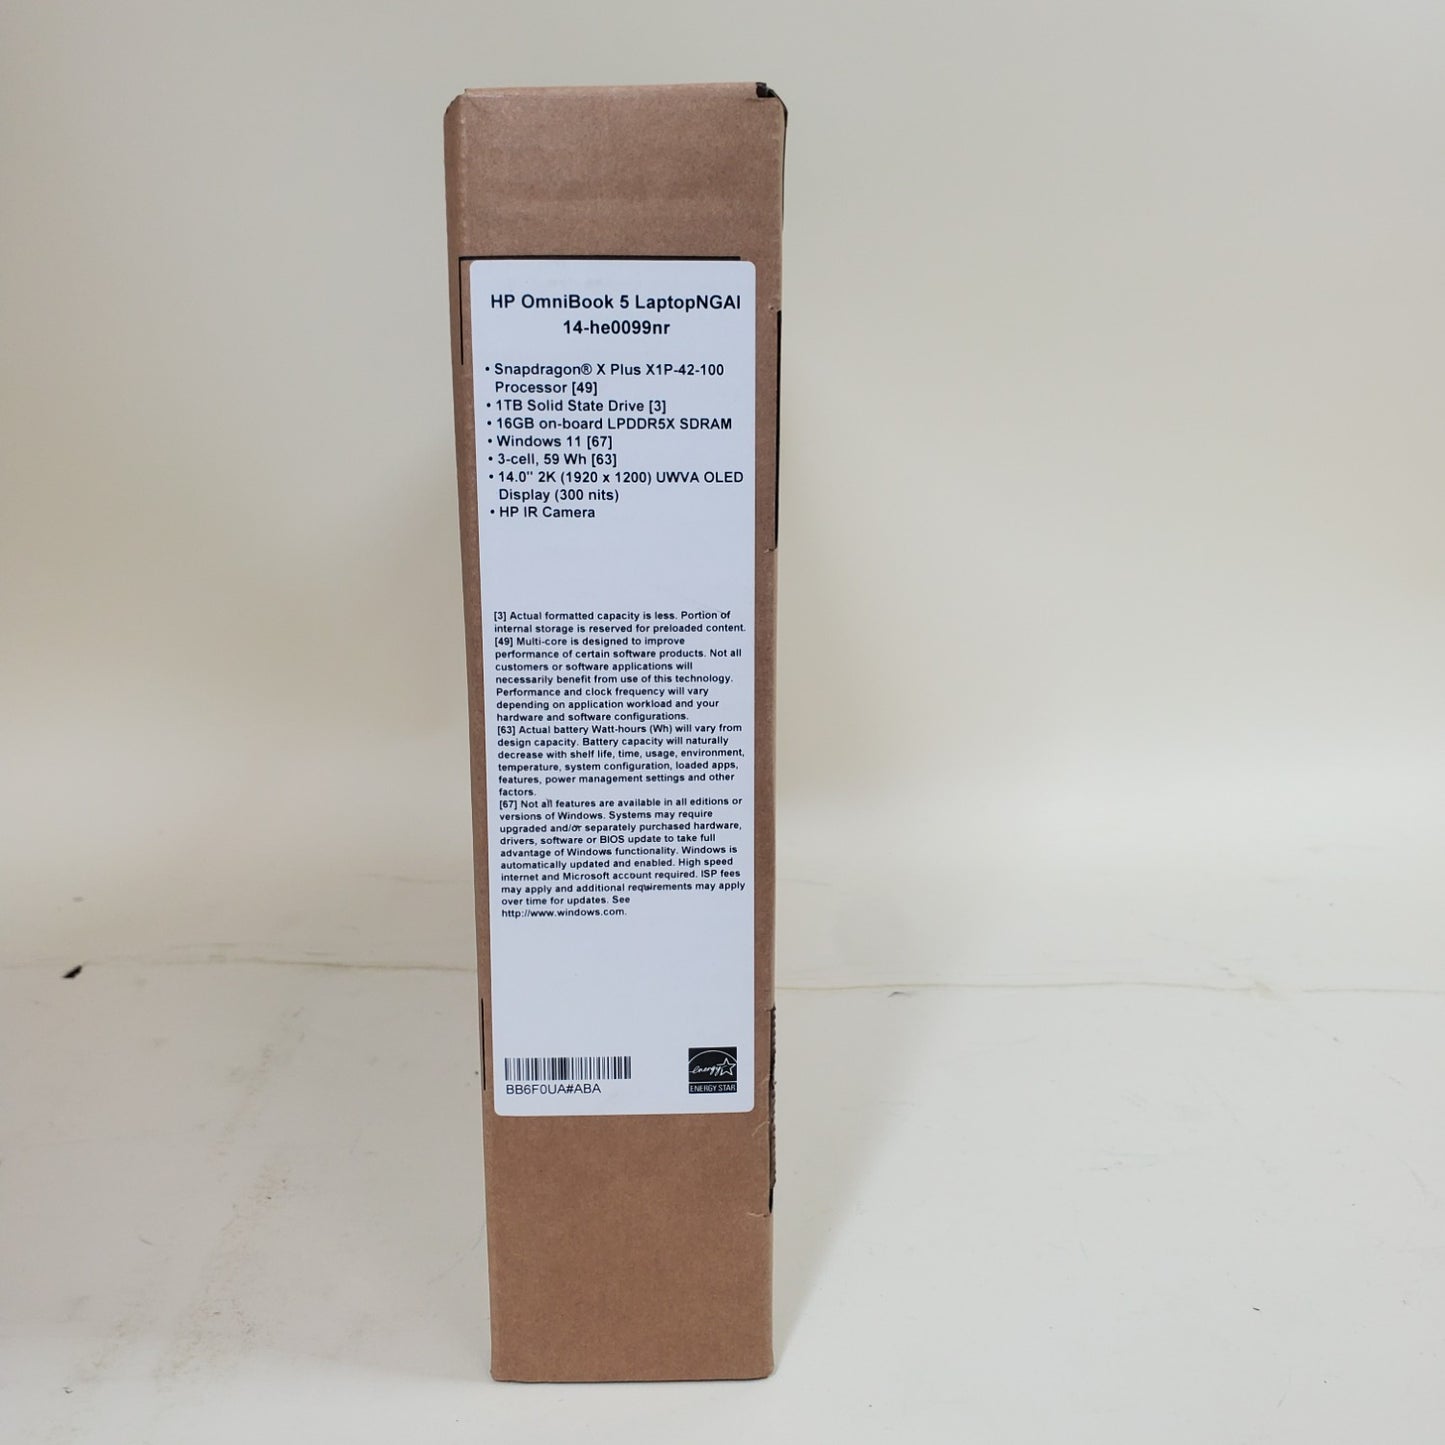 HP OmniBook 5 LaptopNGAI
14-he0099nr
• Snapdragon® X Plus X1P-42-100
Processor [49]
• 1TB Solid State Drive [3]
• 16GB on-board LPDDR5X SDRAM
• Windows 11 [67]
• 3-cell, 59 Wh [63]
• 14.0" 2K (1920 x 1200) UWVA OLED
Display (300 nits)
• HP IR Camera
[3] Actual formatted capacity is less. Portion of
internal storage is reserved for preloaded content.
[49] Multi-core is designed to improve
performance of certain software products. Not all
customers or software applications will
necessarily benefit from use of this technology.
Performance and clock frequency will vary
depending on application workload and your
hardware and software configurations.
[63] Actual battery Watt-hours (Wh) will vary from
design capacity. Battery capacity will naturally
decrease with shelf life, time, usage, environment,
temperature, system configuration, loaded apps,
features, power management settings and other
factors.
[67] Not all features are available in all editions or
versions of Windows. Systems may require
upgraded and/or separately purchased hardware,
drivers, software or BIOS update to take full
advantage of Windows functionality. Windows is
automatically updated and enabled. High speed
internet and Microsoft account required. ISP fees
may apply and additional requirements may apply
over time for updates. See
http://www.windows.com.
BB6F0UA#ABA
energy
ENERGY STAR